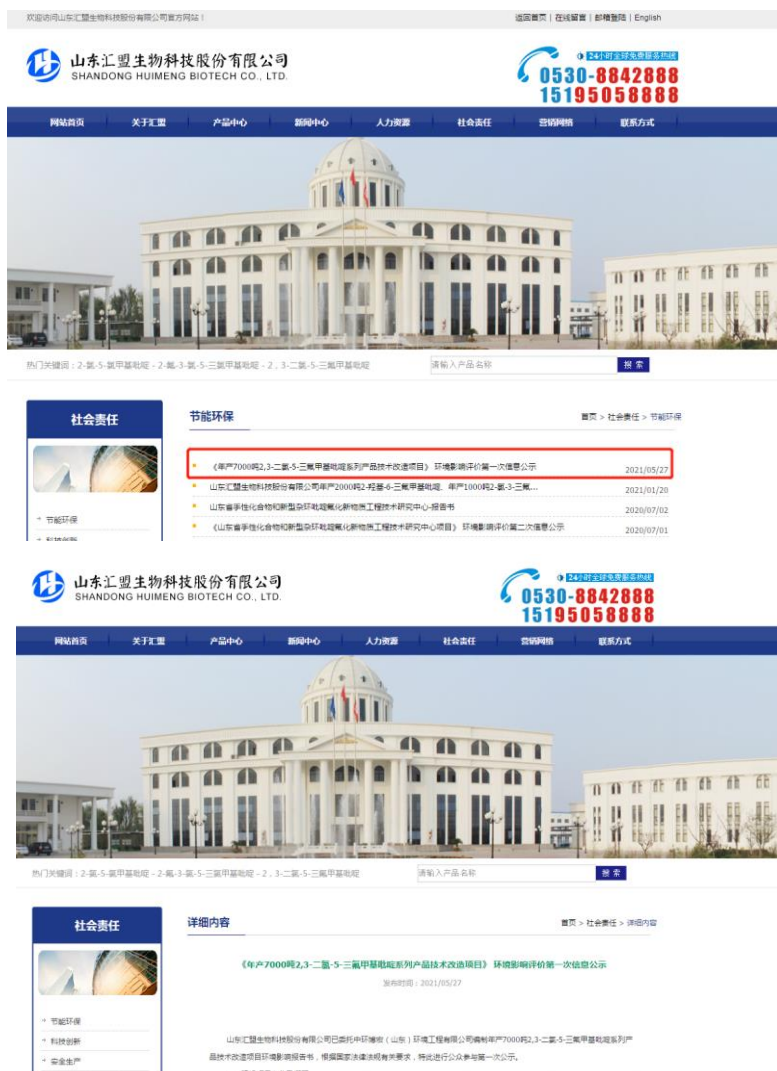 欢迎访问山东汇盟生物科技股份有限公司官方网站！
返回首页 | 在线留言 | 邮箱登陆 | English
山东汇盟生物科技股份有限公司
SHANDONG HUIMENG BIOTECH CO., LTD.
24小时全球免费服务热线
0530-8842888
15195058888
网站首页 关于汇盟 产品中心 新闻中心 人力资源 社会责任 营销网络 联系方式
热门关键词：2-氯-5-氯甲基吡啶 - 2-氟-3-氯-5-三氟甲基吡啶 - 2，3-二氯-5-三氟甲基吡啶
请输入产品名称
搜 索
社会责任
节能环保
首页 > 社会责任 > 节能环保
《年产7000吨2,3-二氯-5-三氟甲基吡啶系列产品技术改造项目》 环境影响评价第一次信息公示 2021/05/27
山东汇盟生物科技股份有限公司年产2000吨2-羟基-6-三氟甲基吡啶、年产1000吨2-氯-3-三氟... 2021/01/20
山东省手性化合物和新型杂环吡啶氟化新物质工程技术研究中心-报告书 2020/07/02
《山东省手性化合物和新型杂环吡啶氟化新物质工程技术研究中心项目》 环境影响评价第二次信息公示 2020/07/01
节能环保
科技创新
山东汇盟生物科技股份有限公司
SHANDONG HUIMENG BIOTECH CO., LTD.
24小时全球免费服务热线
0530-8842888
15195058888
网站首页 关于汇盟 产品中心 新闻中心 人力资源 社会责任 营销网络 联系方式
热门关键词：2-氯-5-氯甲基吡啶 - 2-氟-3-氯-5-三氟甲基吡啶 - 2，3-二氯-5-三氟甲基吡啶
请输入产品名称
搜 索
社会责任
详细内容
首页 > 社会责任 > 详细内容
《年产7000吨2,3-二氯-5-三氟甲基吡啶系列产品技术改造项目》 环境影响评价第一次信息公示
发布时间：2021/05/27
节能环保
科技创新
安全生产
山东汇盟生物科技股份有限公司已委托中环博收（山东）环境工程有限公司编制年产7000吨2,3-二氯-5-三氟甲基吡啶系列产
品技术改造项目环境影响报告书，根据国家法律法规有关要求，特此进行公众参与第一次公示。